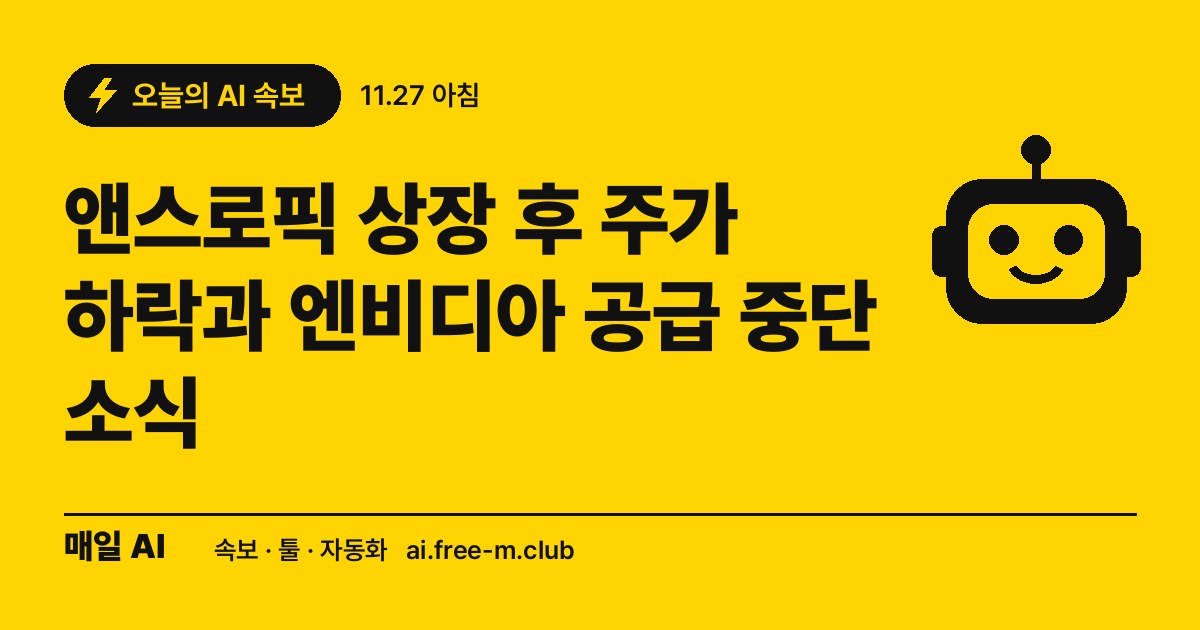 오늘의 AI 속보
11.27 아침
앤스로픽 상장 후 주가
하락과 엔비디아 공급 중단
소식
매일 AI
속보 · 툴 · 자동화 ai.free-m.club